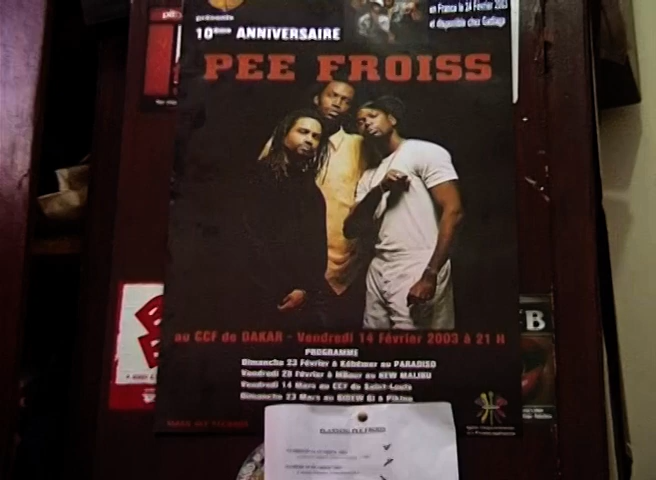 présente
10ème ANNIVERSAIRE
en France le 24 Février 2003
et disponible chez Gadiaga
PEE FROISS
au CCF de DAKAR - Vendredi 14 Février 2003 à 21 H
PROGRAMME
Dimanche 23 Février à Kébémer au PARADISO
Vendredi 28 Février à MBour au NEW MALIBU
Vendredi 14 Mars au CCF de Saint-Louis
Dimanche 23 Mars au BIDEW BI à Pikine
B
PEE FROISS